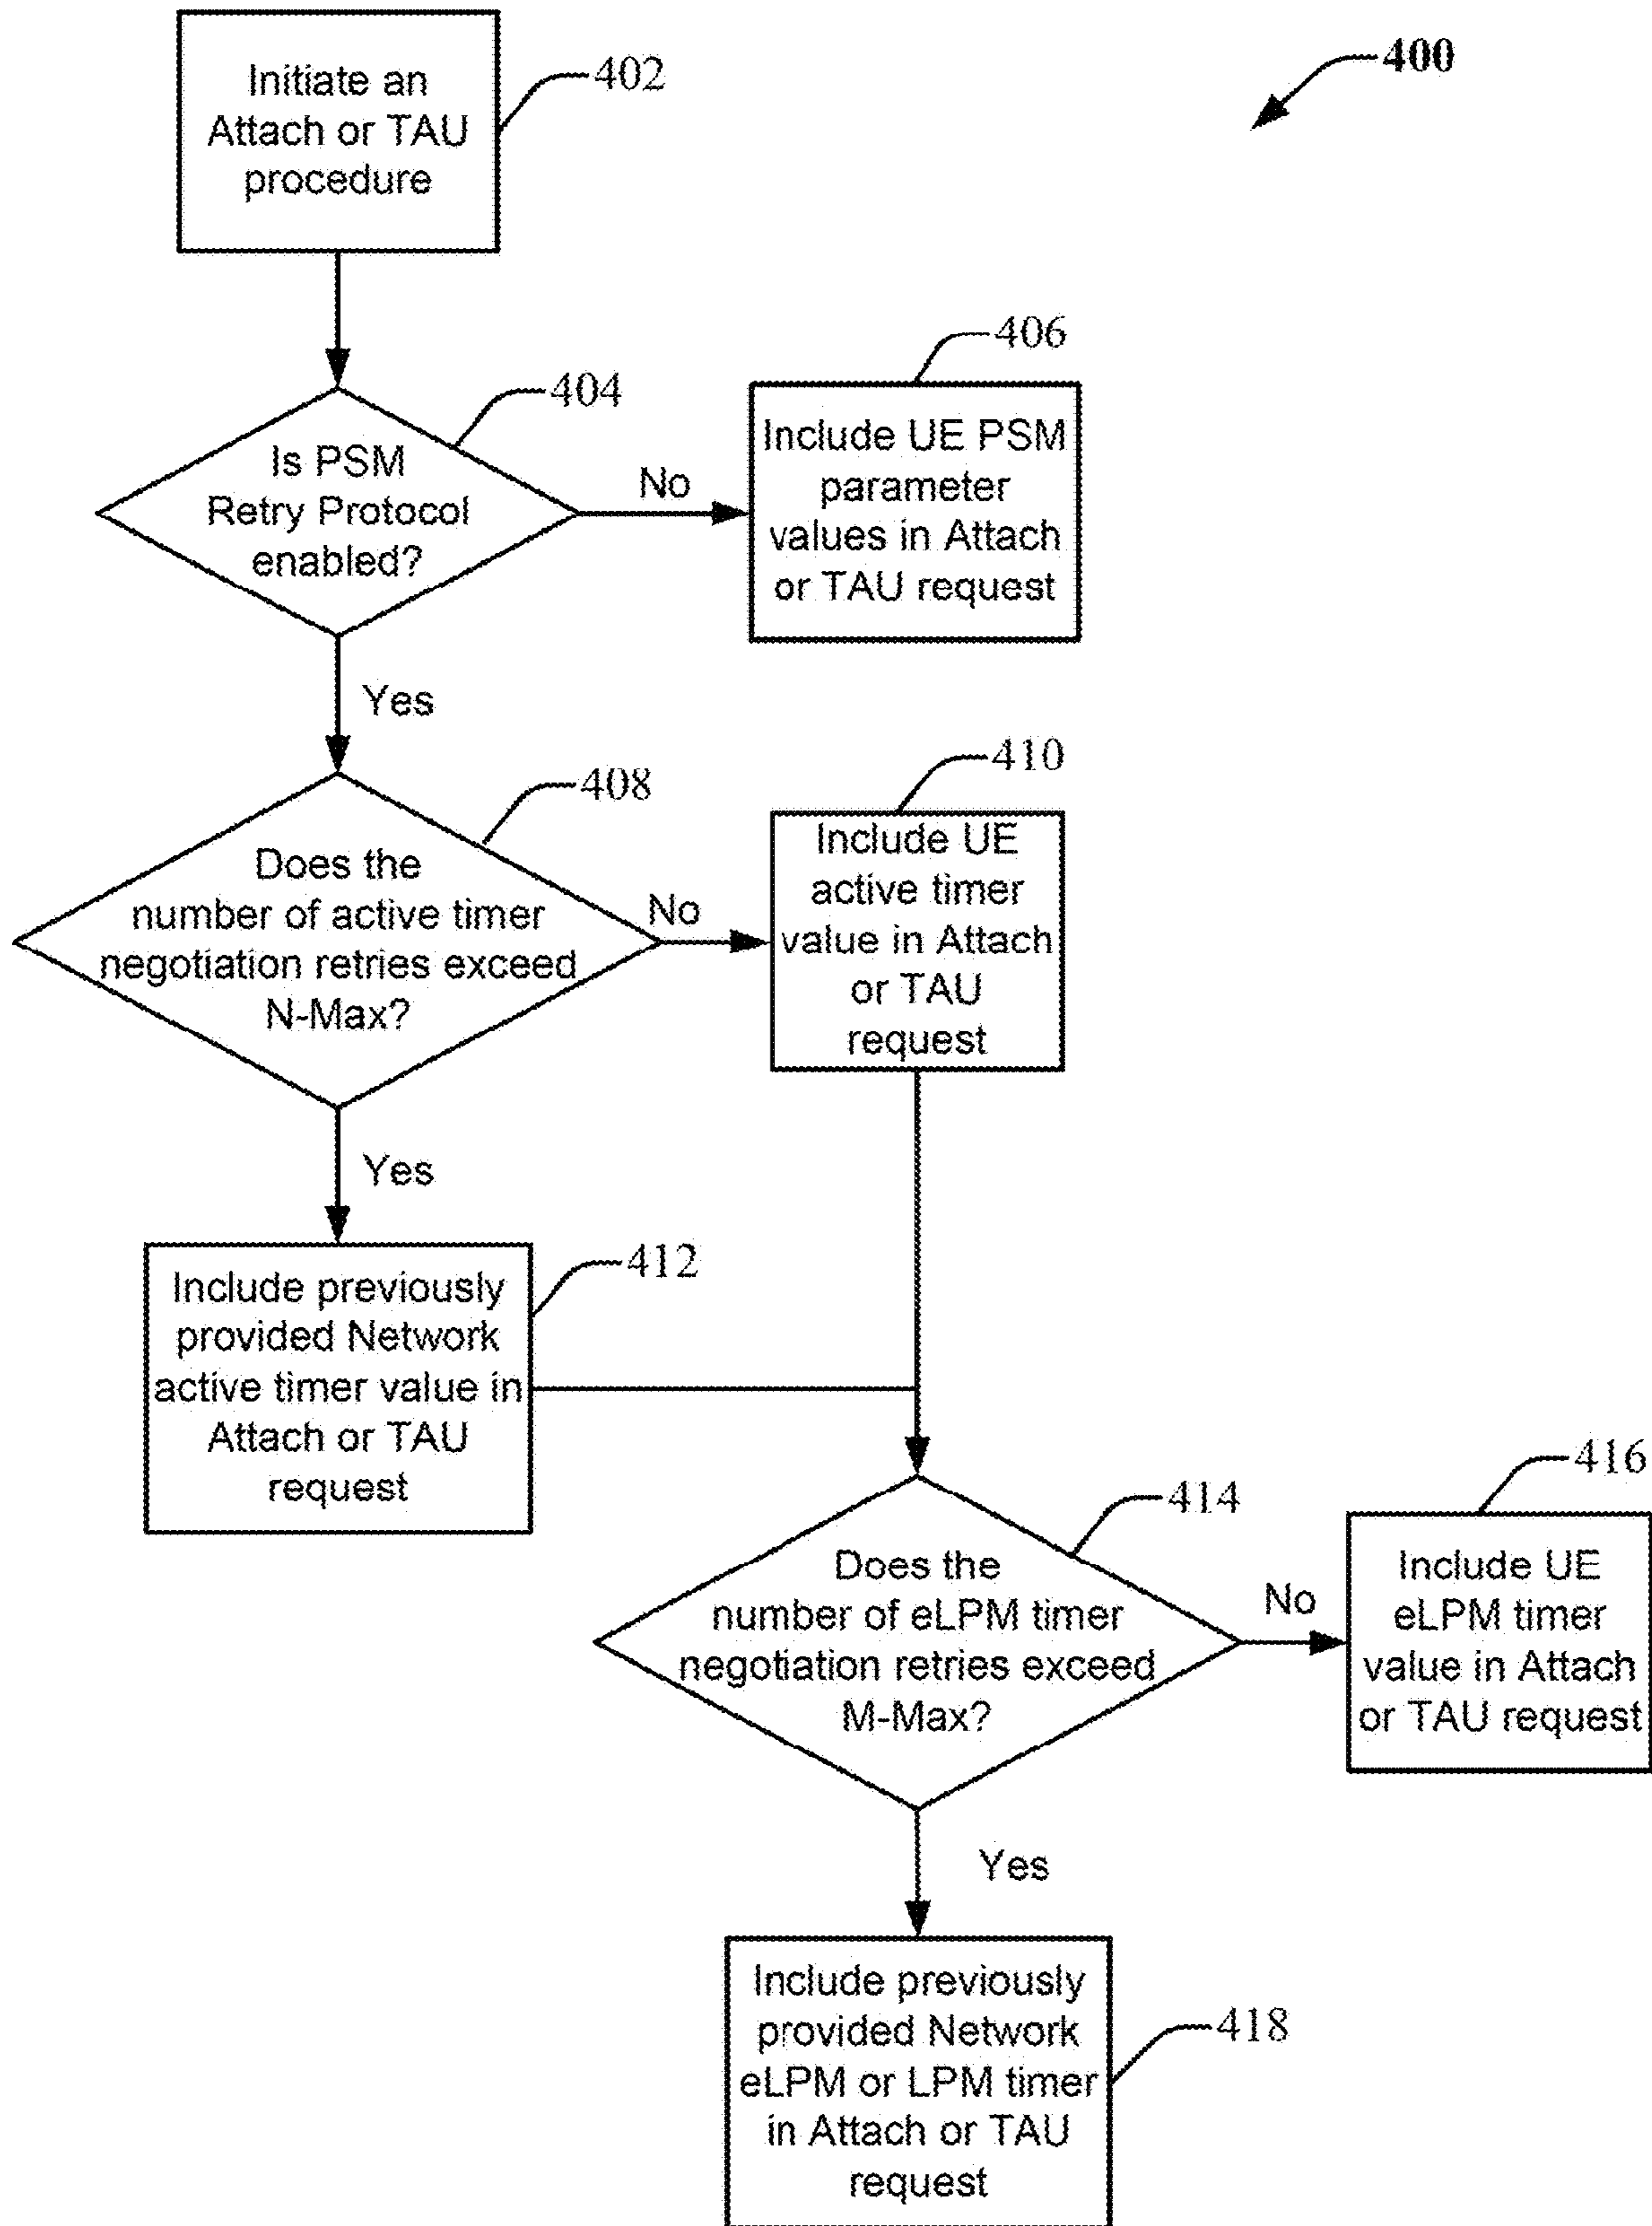 Initiate an
Attach or TAU
procedure
402
400
Is PSM
Retry Protocol
enabled?
404
No
406
Include UE PSM
parameter
values in Attach
or TAU request
Yes
Does the
number of active timer
negotiation retries exceed
N-Max?
408
No
410
Include UE
active timer
value in Attach
or TAU
request
Yes
Include previously
provided Network
active timer value in
Attach or TAU
request
412
Does the
number of eLPM timer
negotiation retries exceed
M-Max?
414
No
416
Include UE
eLPM timer
value in Attach
or TAU request
Yes
Include previously
provided Network
eLPM or LPM timer
in Attach or TAU
request
418